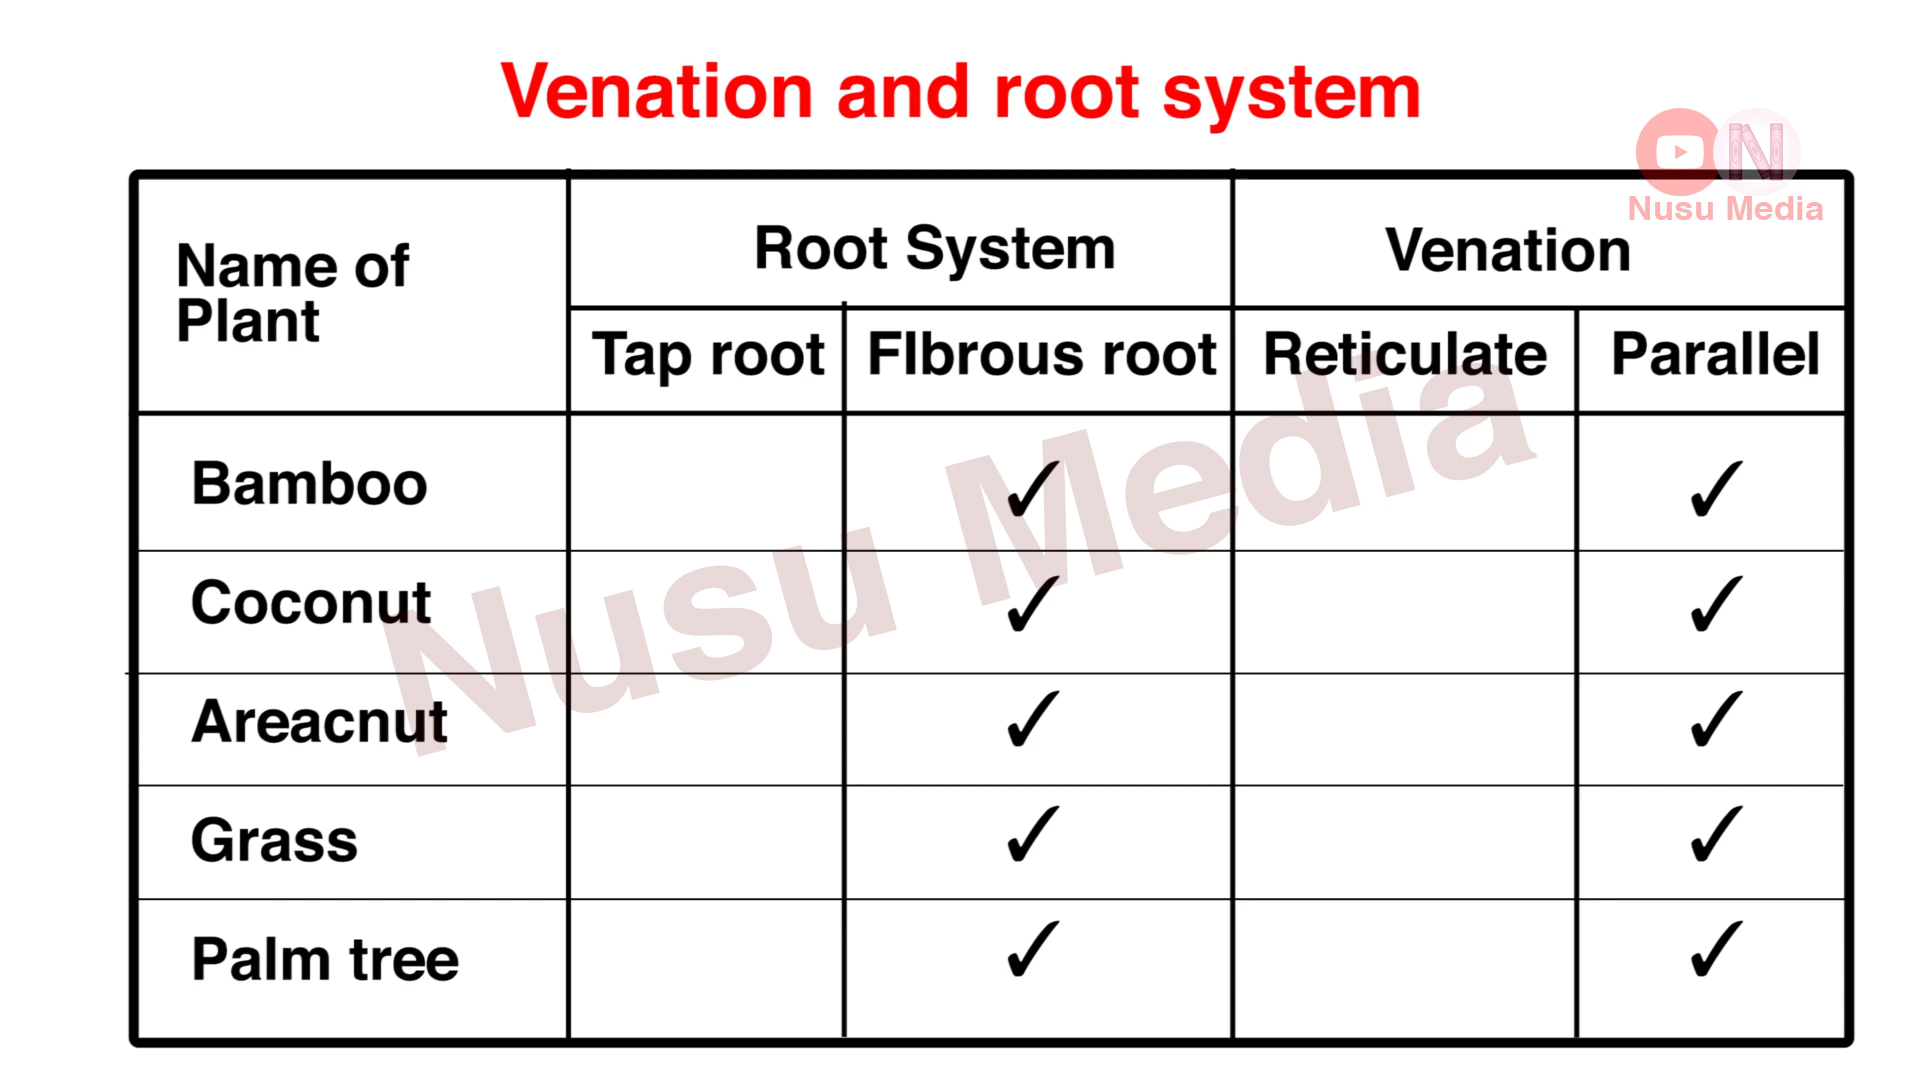 Venation and root system
Nusu Media
Name of
Plant
Root System
Venation
Tap root
FIbrous root
Reticulate
Parallel
Bamboo ✓ ✓
Coconut ✓ ✓
Areacnut ✓ ✓
Grass ✓ ✓
Palm tree ✓ ✓
Nusu Media